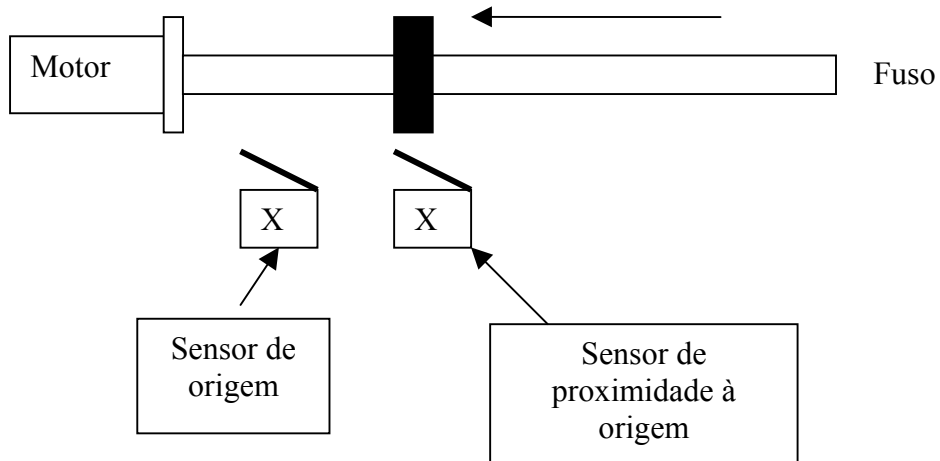 Motor
Fuso
X
X
Sensor de
origem
Sensor de
proximidade à
origem